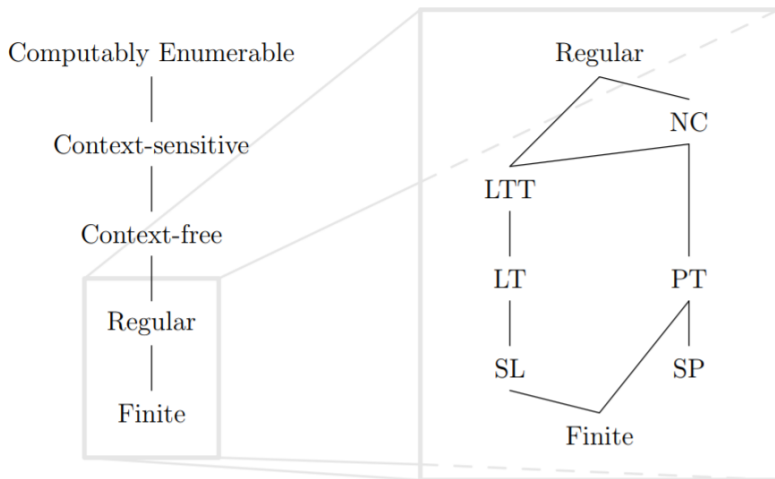 Computably Enumerable
Context-sensitive
Context-free
Regular
Finite
Regular
NC
LTT
LT
PT
SL
SP
Finite